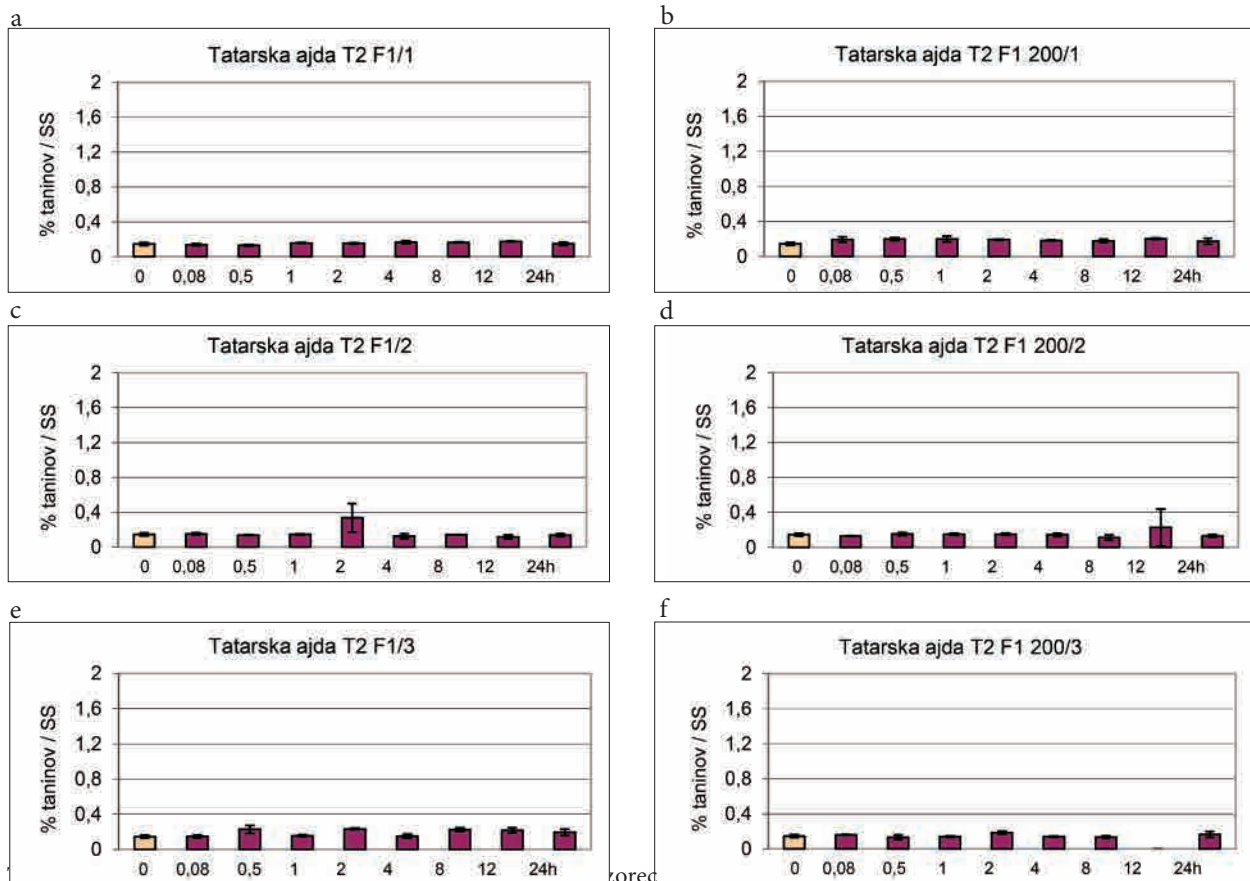 a
Tatarska ajda T2 F1/1
% taninov / SS
2
1,6
1,2
0,8
0,4
0
0 0,08 0,5 1 2 4 8 12 24h
b
Tatarska ajda T2 F1 200/1
% taninov / SS
2
1,6
1,2
0,8
0,4
0
0 0,08 0,5 1 2 4 8 12 24h
c
Tatarska ajda T2 F1/2
% taninov / SS
2
1,6
1,2
0,8
0,4
0
0 0,08 0,5 1 2 4 8 12 24h
d
Tatarska ajda T2 F1 200/2
% taninov / SS
2
1,6
1,2
0,8
0,4
0
0 0,08 0,5 1 2 4 8 12 24h
e
Tatarska ajda T2 F1/3
% taninov / SS
2
1,6
1,2
0,8
0,4
0
0 0,08 0,5 1 2 4 8 12 24h
f
Tatarska ajda T2 F1 200/3
% taninov / SS
2
1,6
1,2
0,8
0,4
0
0 0,08 0,5 1 2 4 8 12 24h